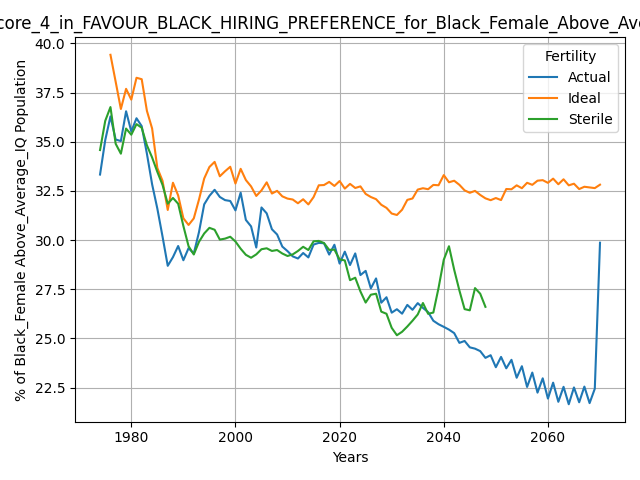 core_4_in_FAVOUR_BLACK_HIRING_PREFERENCE_for_Black_Female_Above_Ave
% of Black_Female Above_Average_IQ Population
40.0
37.5
35.0
32.5
30.0
27.5
25.0
22.5
Fertility
Actual
Ideal
Sterile
1980
2000
2020
2040
2060
Years